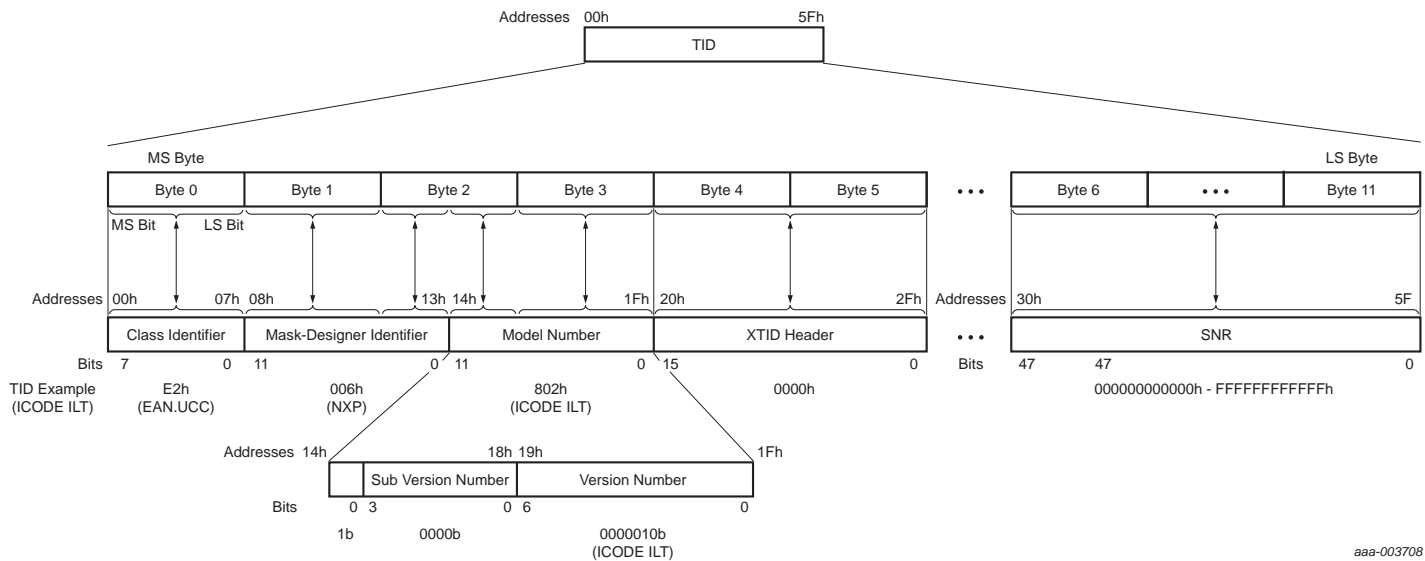 Addresses 00h 5Fh
TID
MS Byte LS Byte
Byte 0 Byte 1 Byte 2 Byte 3 Byte 4 Byte 5 • • • Byte 6 • • • Byte 11
MS Bit LS Bit
Addresses 00h 07h 08h 13h 14h 1Fh 20h 2Fh Addresses 30h 5F
Class Identifier Mask-Designer Identifier Model Number XTID Header • • • SNR
Bits 7 0 11 0 11 0 15 0 Bits 47 47 0
TID Example E2h 006h 802h 0000h 000000000000h - FFFFFFFFFFFFh
(ICODE ILT) (EAN.UCC) (NXP) (ICODE ILT)
Addresses 14h 18h 19h 1Fh
Sub Version Number Version Number
Bits 0 3 0 6 0
1b 0000b 0000010b
(ICODE ILT)
aaa-003708